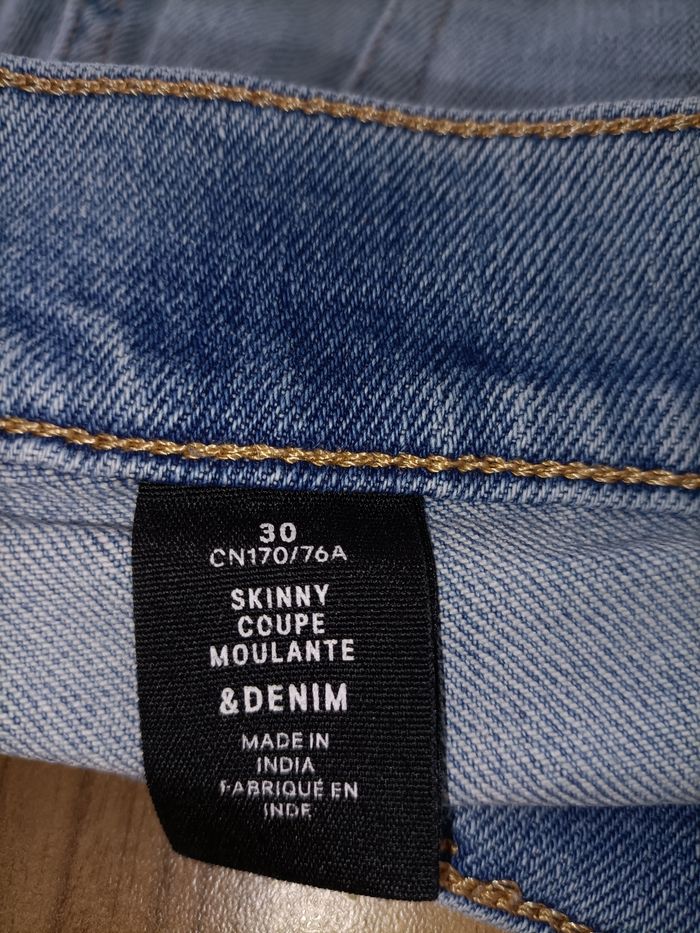 30
CN170/76A
SKINNY
COUPE
MOULANTE
&DENIM
MADE IN
INDIA
FABRIQUÉ EN
INDE